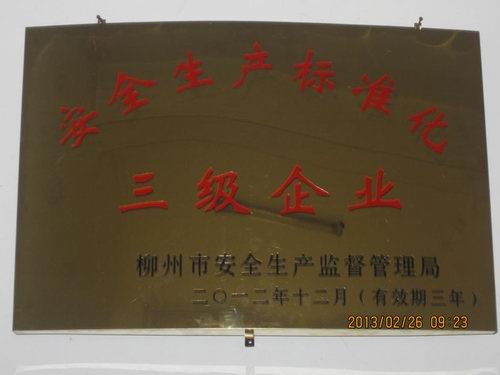 安全生产标准化
三级企业
柳州市安全生产监督管理局
二〇一二年十二月（有效期三年）
2013/02/26 09:23